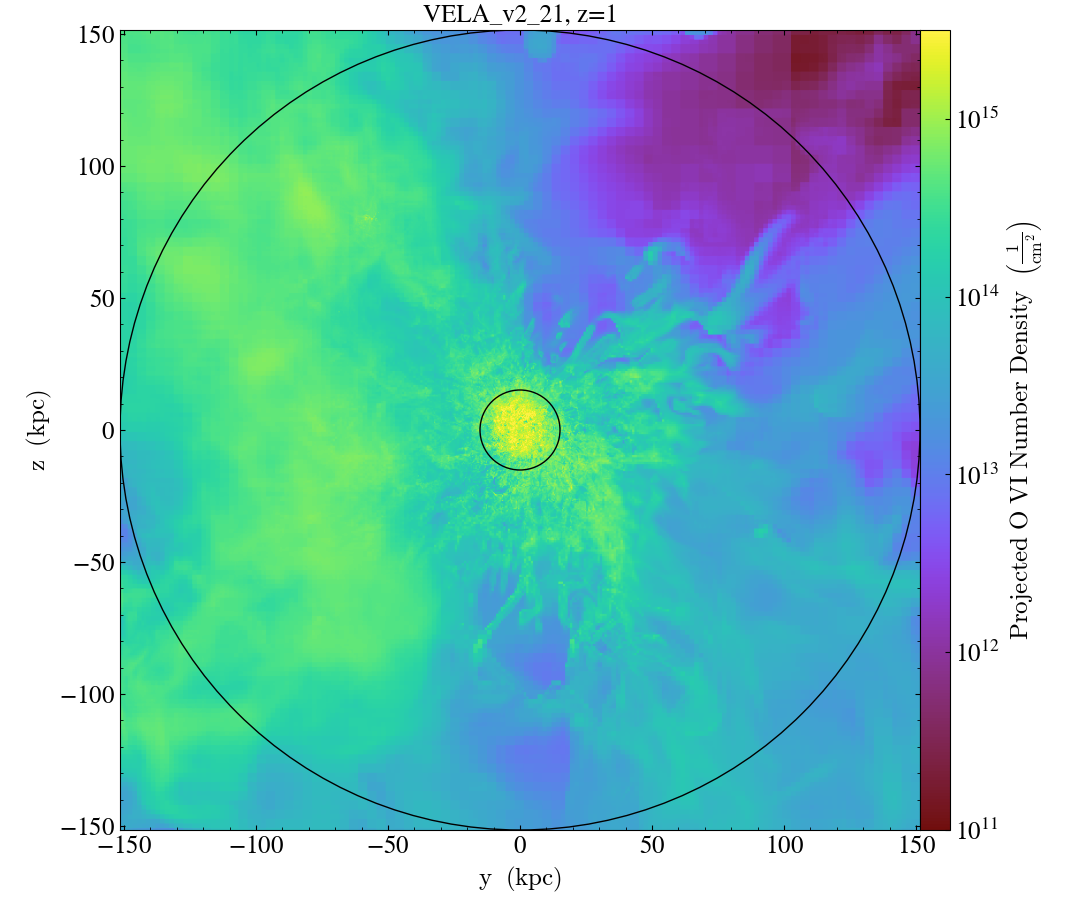 VELA_v2_21, z=1
150
100
50
0
−50
−100
−150
z (kpc)
−150 −100 −50 0 50 100 150
y (kpc)
10^15
10^14
10^13
10^12
10^11
Projected O VI Number Density (1/cm^2)